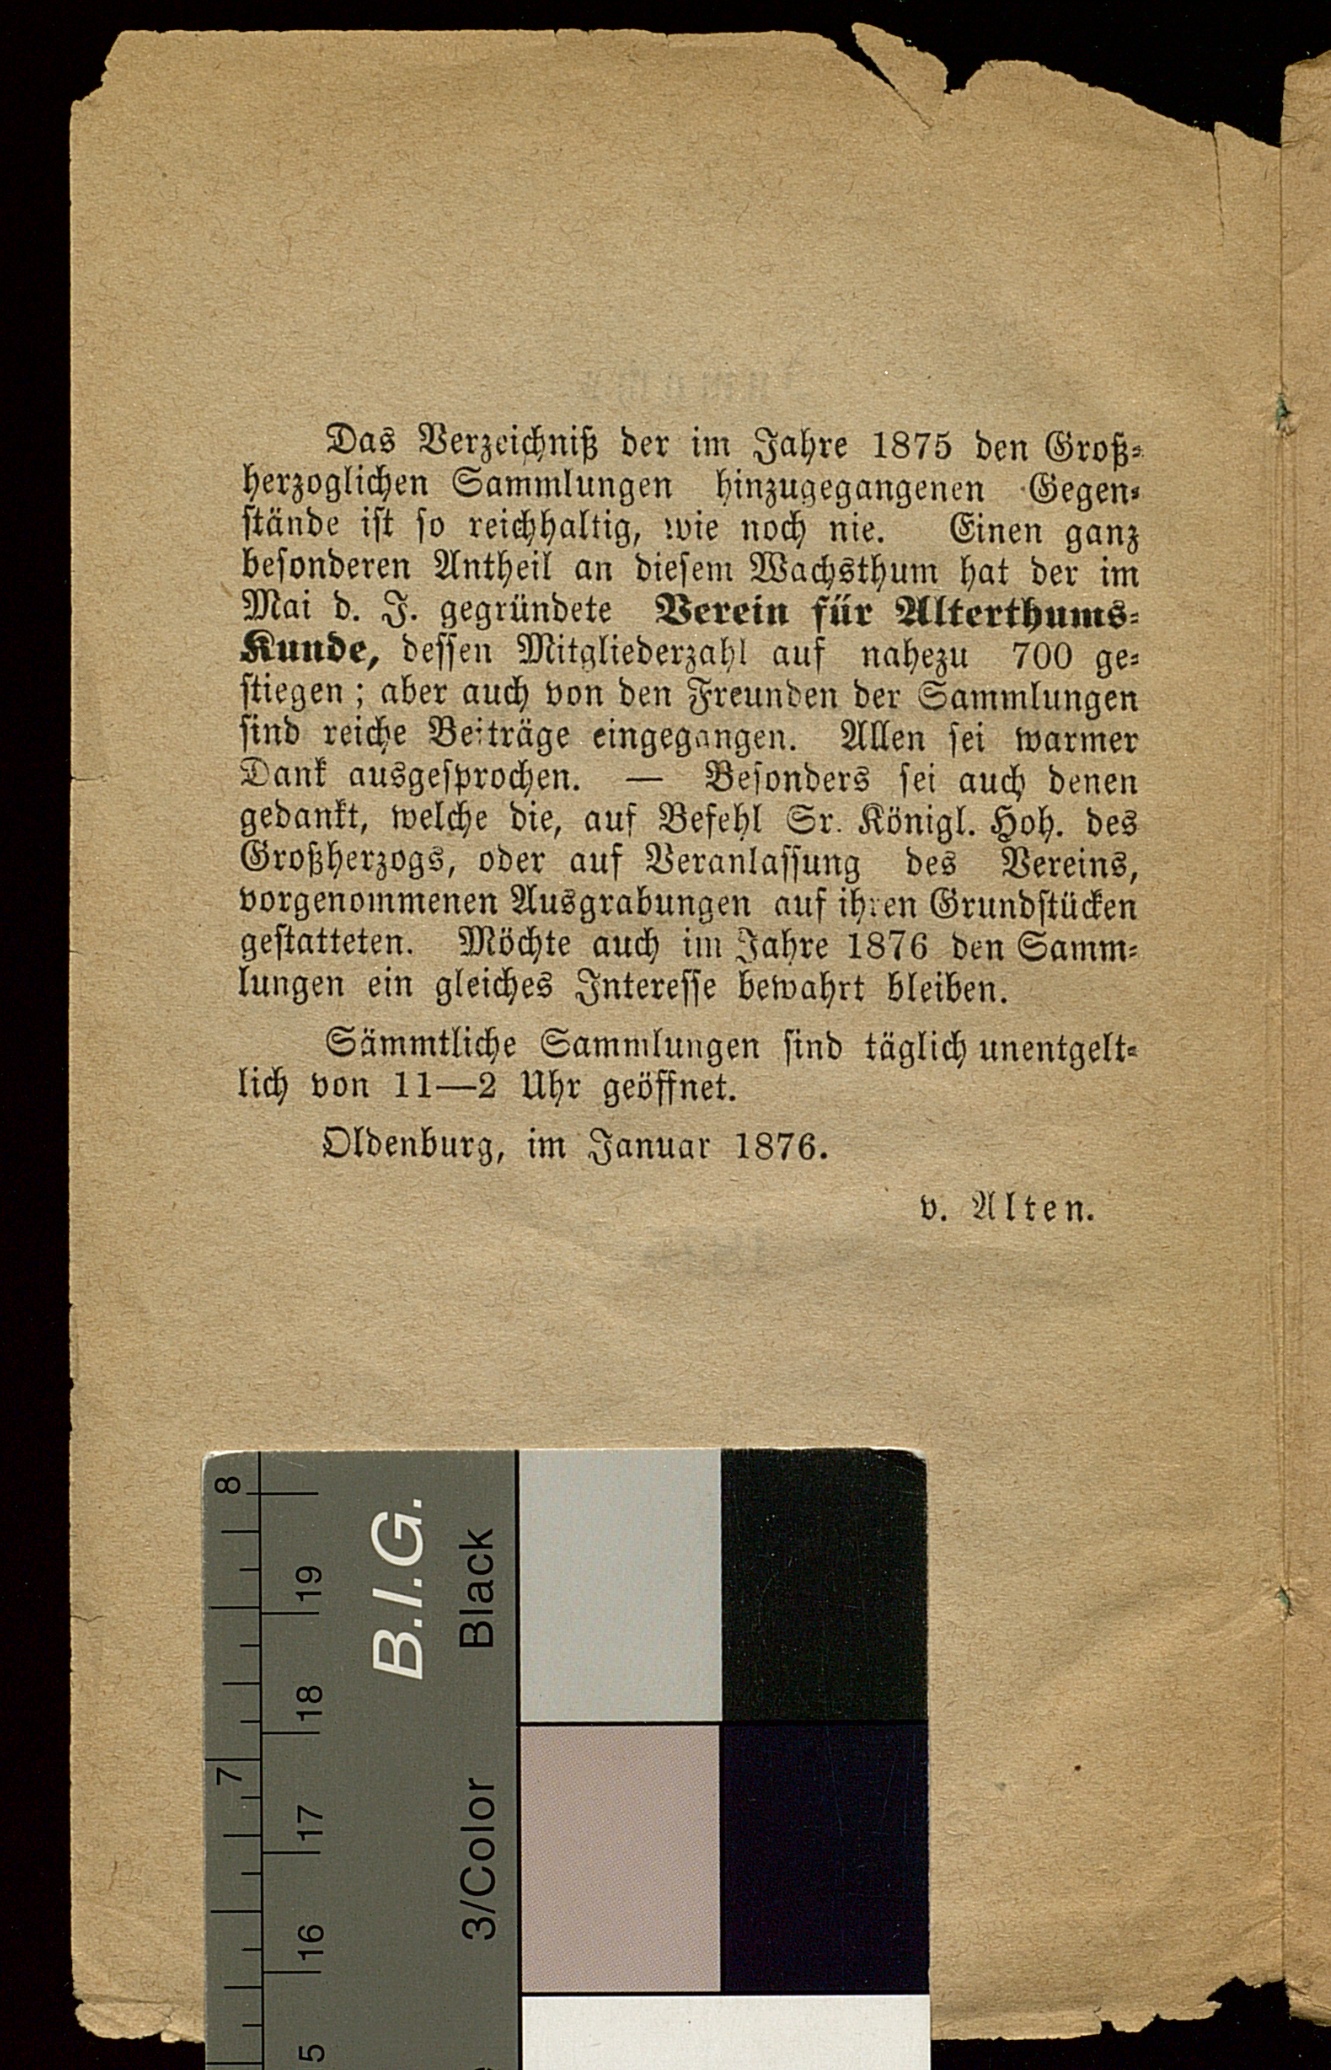 Das Verzeichniß der im Jahre 1875 den Groß-
herzoglichen Sammlungen hinzugegangenen Gegen-
stände ist so reichhaltig, wie noch nie. Einen ganz
besonderen Antheil an diesem Wachsthum hat der im
Mai d. J. gegründete Verein für Alterthums-
Kunde, dessen Mitgliederzahl auf nahezu 700 ge-
stiegen; aber auch von den Freunden der Sammlungen
sind reiche Beiträge eingegangen. Allen sei warmer
Dank ausgesprochen. — Besonders sei auch denen
gedankt, welche die, auf Befehl Sr. Königl. Hoh. des
Großherzogs, oder auf Veranlassung des Vereins,
vorgenommenen Ausgrabungen auf ihren Grundstücken
gestatteten. Möchte auch im Jahre 1876 den Samm-
lungen ein gleiches Interesse bewahrt bleiben.
Sämmtliche Sammlungen sind täglich unentgelt-
lich von 11—2 Uhr geöffnet.
Oldenburg, im Januar 1876.
v. Alten.
8
7
19
18
17
16
5
B.I.G.
Black
3/Color